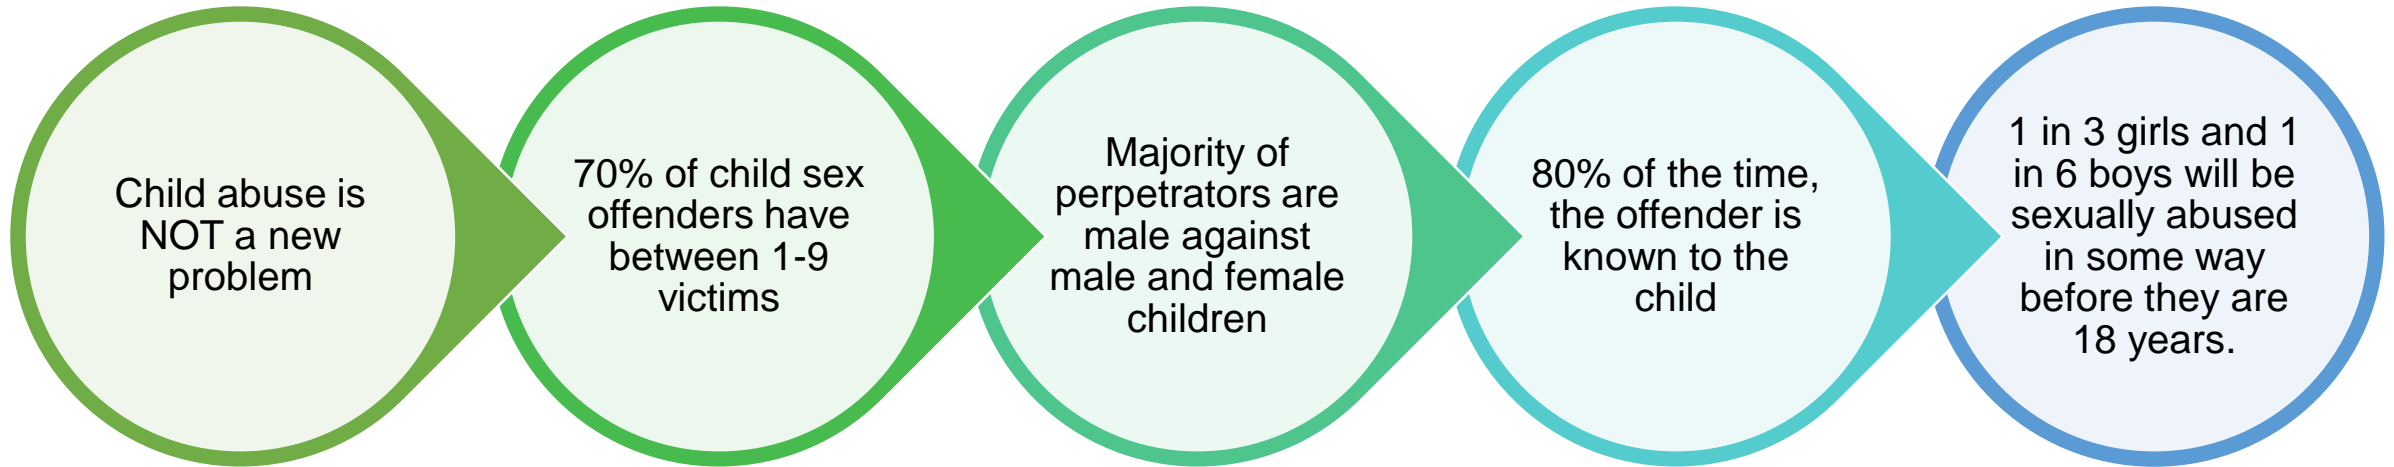 Child abuse is
NOT a new
problem
70% of child sex
offenders have
between 1-9
victims
Majority of
perpetrators are
male against
male and female
children
80% of the time,
the offender is
known to the
child
1 in 3 girls and 1
in 6 boys will be
sexually abused
in some way
before they are
18 years.